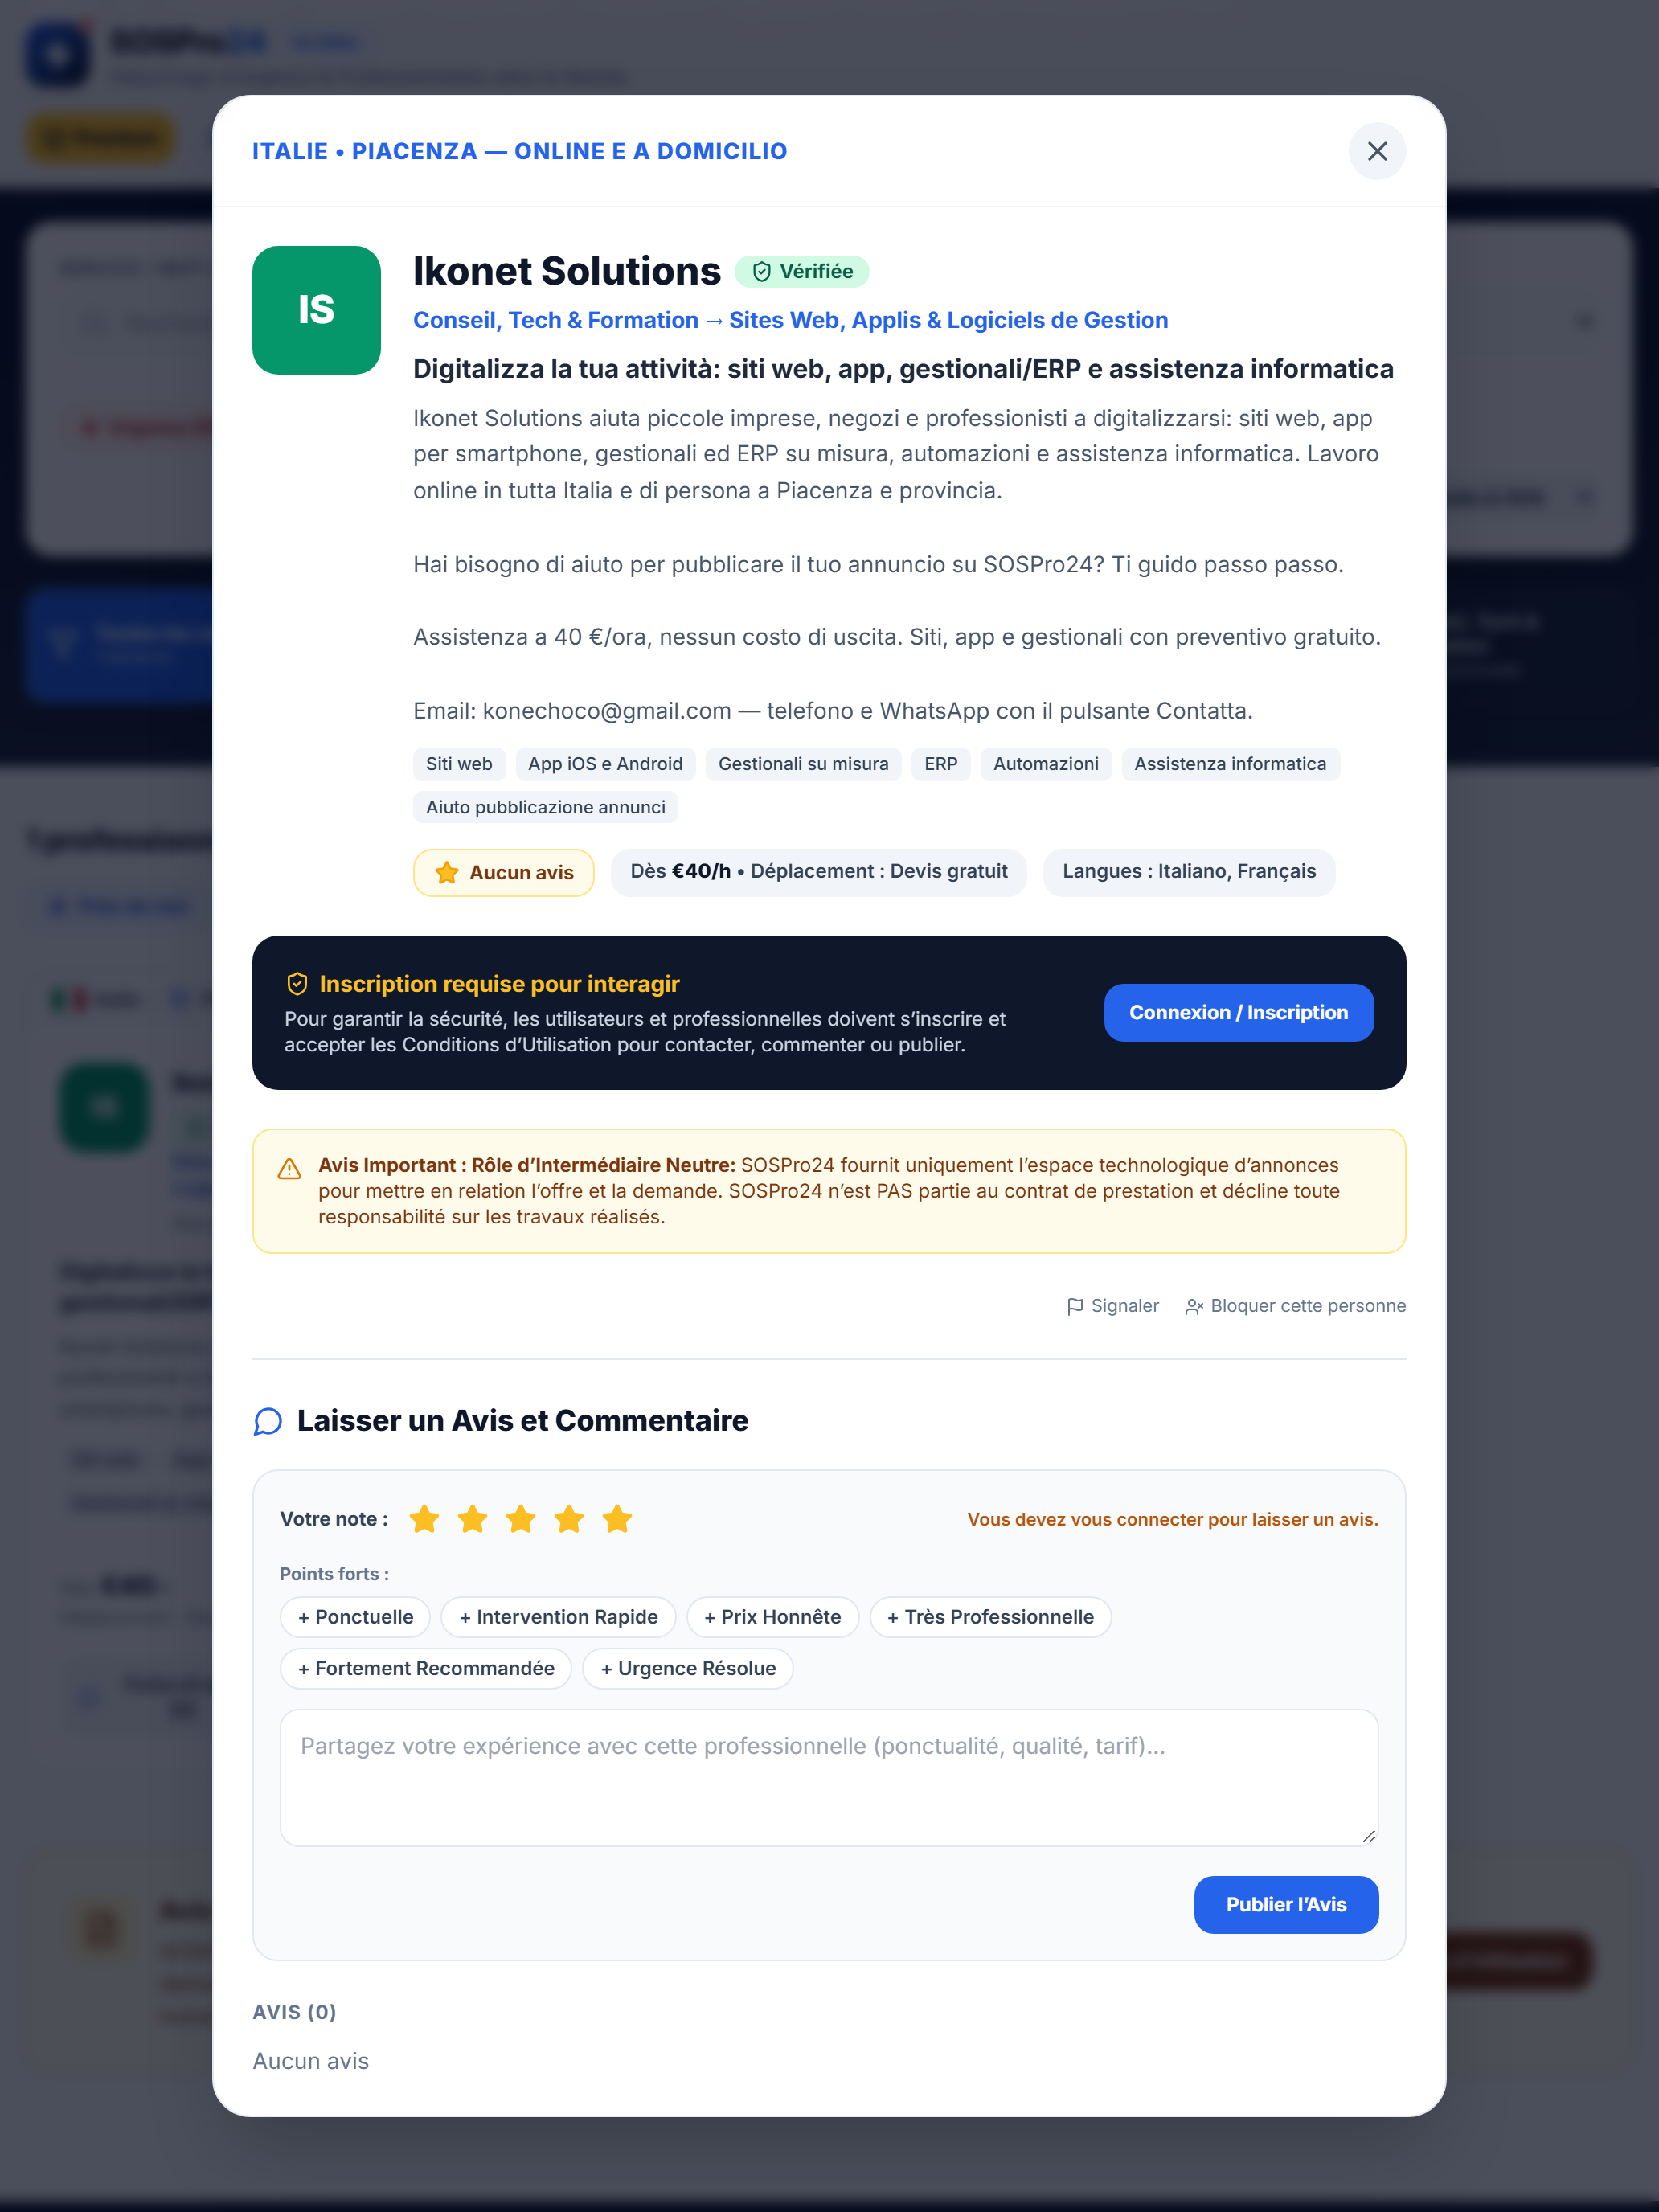 SOSPro24
ITALIE • PIACENZA — ONLINE E A DOMICILIO
IS
Ikonet Solutions
Vérifiée
Conseil, Tech & Formation → Sites Web, Applis & Logiciels de Gestion
Digitalizza la tua attività: siti web, app, gestionali/ERP e assistenza informatica
Ikonet Solutions aiuta piccole imprese, negozi e professionisti a digitalizzarsi: siti web, app
per smartphone, gestionali ed ERP su misura, automazioni e assistenza informatica. Lavoro
online in tutta Italia e di persona a Piacenza e provincia.
Hai bisogno di aiuto per pubblicare il tuo annuncio su SOSPro24? Ti guido passo passo.
Assistenza a 40 €/ora, nessun costo di uscita. Siti, app e gestionali con preventivo gratuito.
Email: konechoco@gmail.com — telefono e WhatsApp con il pulsante Contatta.
Siti web App iOS e Android Gestionali su misura ERP Automazioni Assistenza informatica
Aiuto pubblicazione annunci
Aucun avis Dès €40/h • Déplacement : Devis gratuit Langues : Italiano, Français
Inscription requise pour interagir
Pour garantir la sécurité, les utilisateurs et professionnelles doivent s’inscrire et
accepter les Conditions d’Utilisation pour contacter, commenter ou publier.
Connexion / Inscription
Avis Important : Rôle d’Intermédiaire Neutre: SOSPro24 fournit uniquement l’espace technologique d’annonces
pour mettre en relation l’offre et la demande. SOSPro24 n’est PAS partie au contrat de prestation et décline toute
responsabilité sur les travaux réalisés.
Signaler Bloquer cette personne
Laisser un Avis et Commentaire
Votre note : Vous devez vous connecter pour laisser un avis.
Points forts :
+ Ponctuelle + Intervention Rapide + Prix Honnête + Très Professionnelle
+ Fortement Recommandée + Urgence Résolue
Partagez votre expérience avec cette professionnelle (ponctualité, qualité, tarif)...
Publier l’Avis
AVIS (0)
Aucun avis